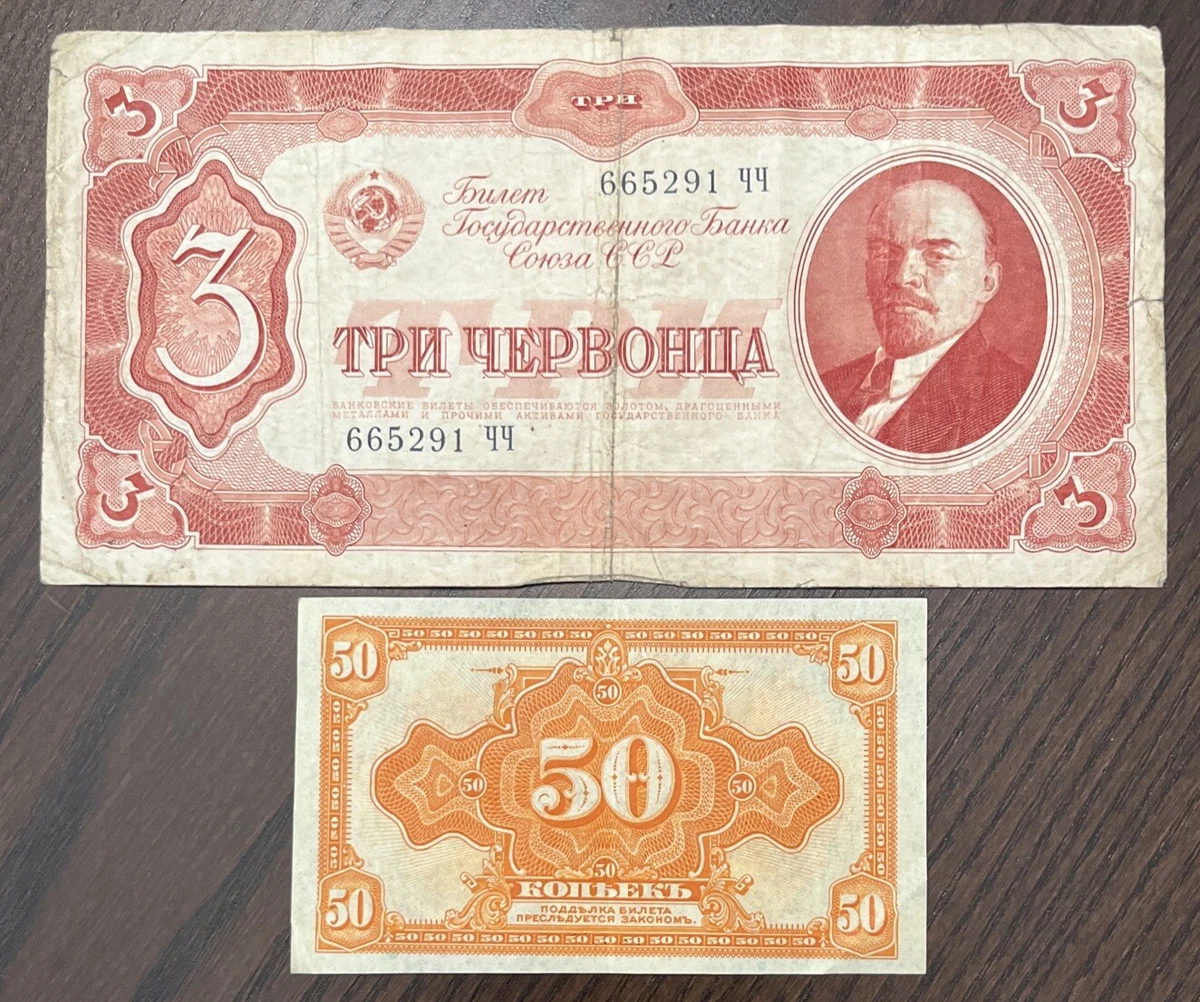 3
ТРИ
3
Билет
665291 ЧЧ
Государственного Банка
Союза ССР
3
ТРИ
ТРИ ЧЕРВОНЦА
БАНКОВСКИЕ БИЛЕТЫ ОБЕСПЕЧИВАЮТСЯ ЗОЛОТОМ, ДРАГОЦЕННЫМИ
МЕТАЛЛАМИ И ПРОЧИМИ АКТИВАМИ ГОСУДАРСТВЕННОГО БАНКА
665291 ЧЧ
3
3
50
50
50
50
50
50
50
КОПѢЕКЪ
ПОДДѢЛКА БИЛЕТА
ПРЕСЛѢДУЕТСЯ ЗАКОНОМЪ.
50
50